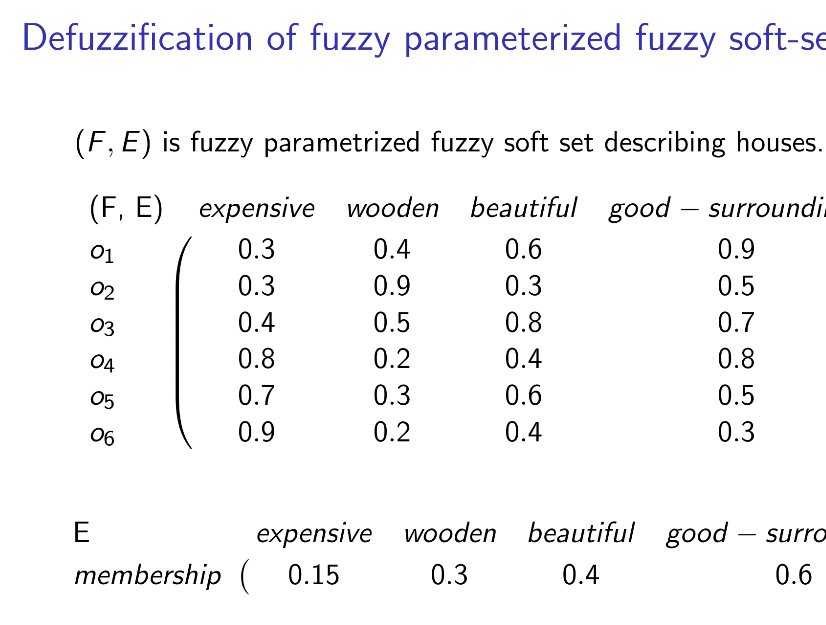 Defuzzification of fuzzy parameterized fuzzy soft-se
(F, E) is fuzzy parametrized fuzzy soft set describing houses.
(F, E) expensive wooden beautiful good − surroundi
o1 ( 0.3 0.4 0.6 0.9
o2 0.3 0.9 0.3 0.5
o3 0.4 0.5 0.8 0.7
o4 0.8 0.2 0.4 0.8
o5 0.7 0.3 0.6 0.5
o6 0.9 0.2 0.4 0.3
E expensive wooden beautiful good − surro
membership ( 0.15 0.3 0.4 0.6